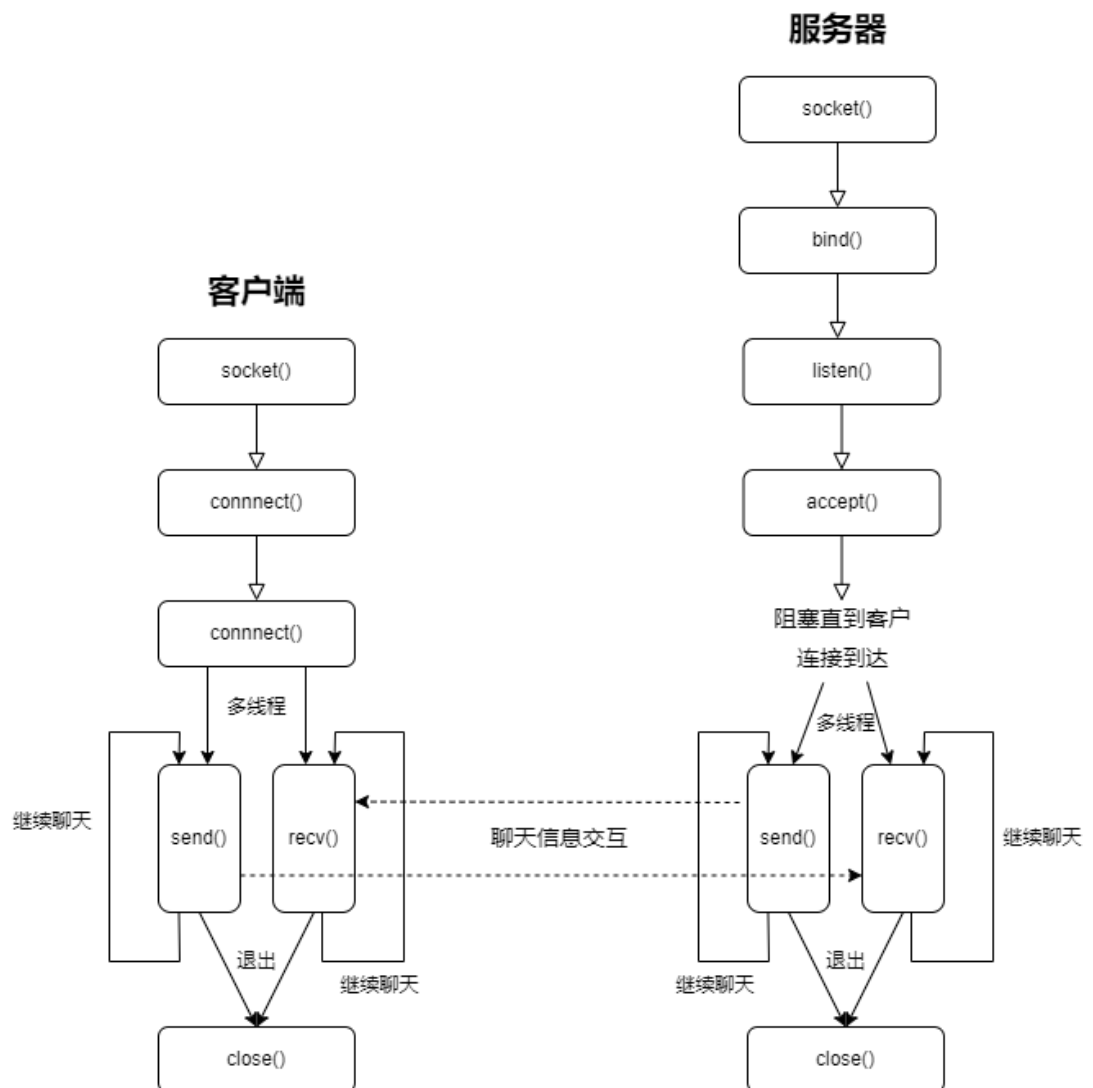 服务器
socket()
bind()
客户端
socket()
listen()
connnect()
accept()
connnect()
阻塞直到客户
连接到达
多线程
多线程
继续聊天
send()
recv()
聊天信息交互
send()
recv()
继续聊天
退出
继续聊天
继续聊天
退出
close()
close()